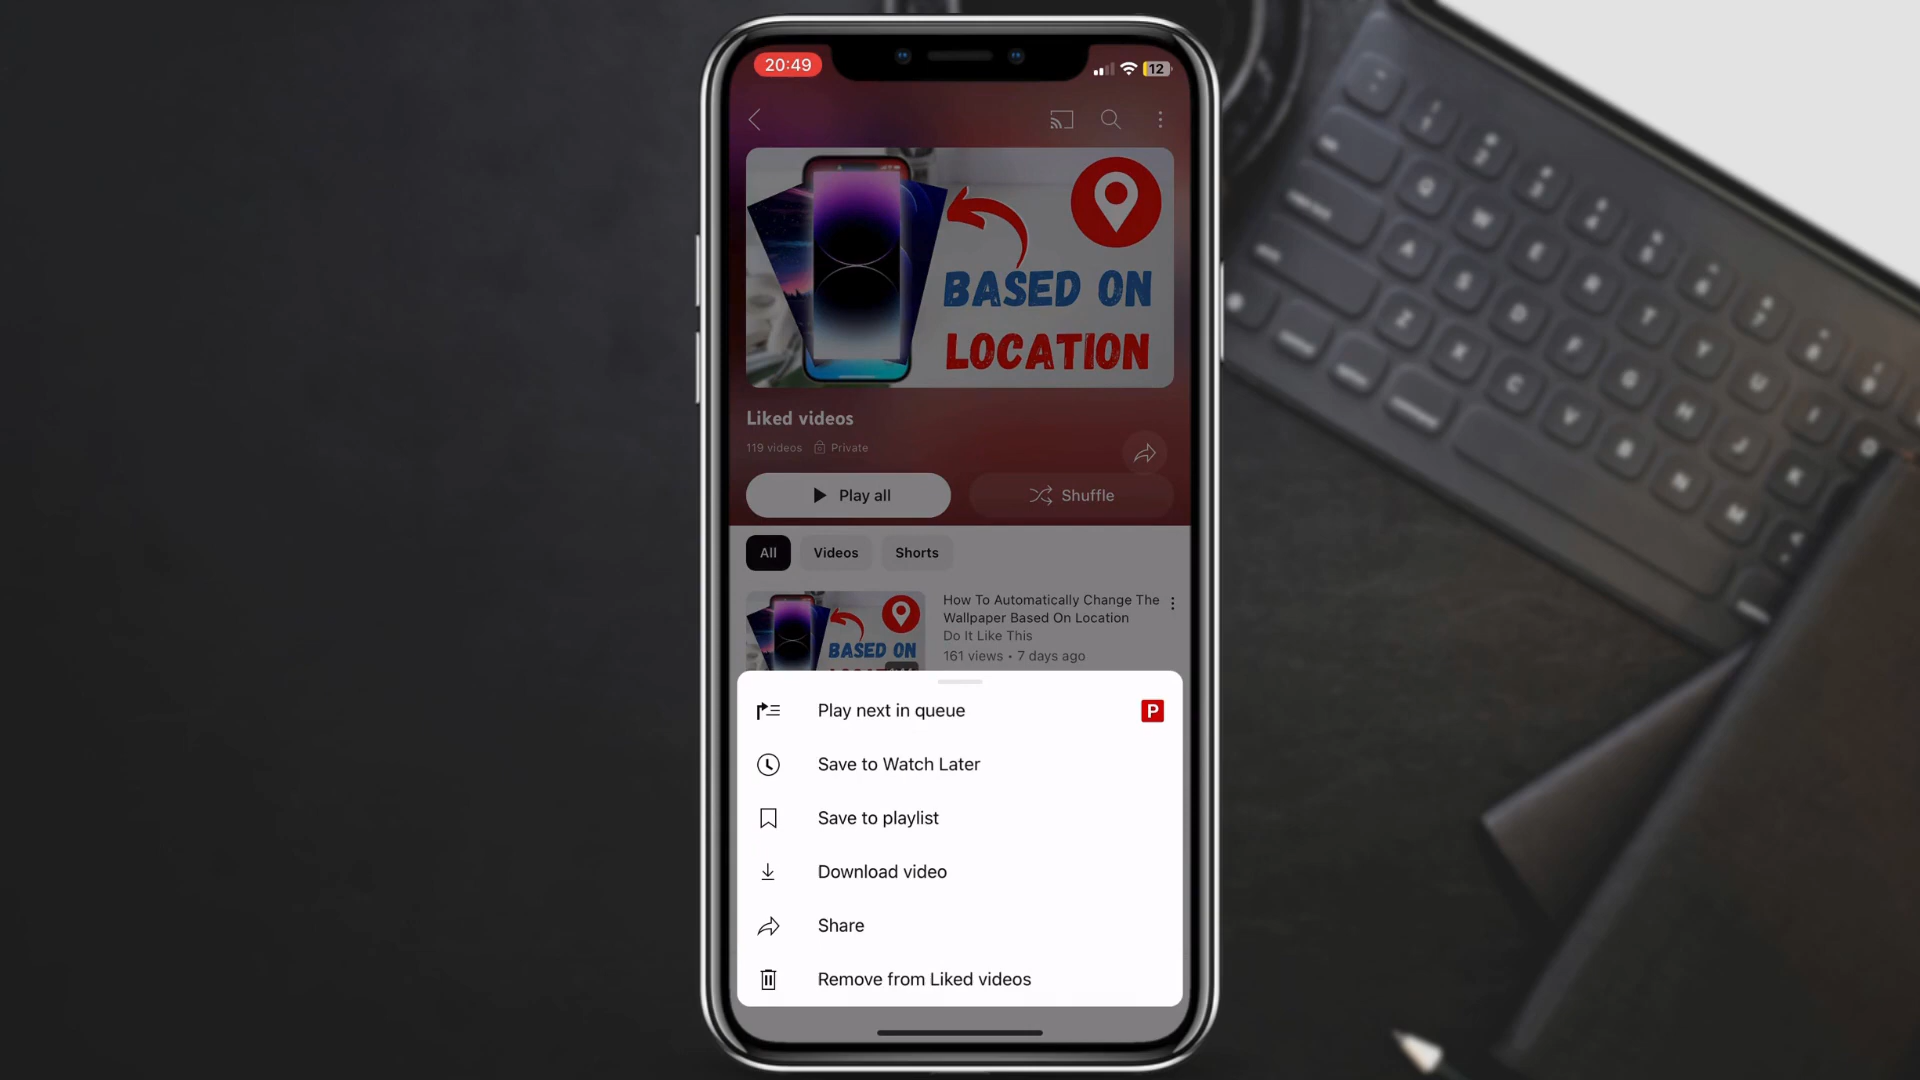 20:49
12
BASED ON
LOCATION
Liked videos
119 videos Private
Play all
Shuffle
All
Videos
Shorts
How To Automatically Change The
Wallpaper Based On Location
Do It Like This
161 views • 7 days ago
BASED ON
Play next in queue
P
Save to Watch Later
Save to playlist
Download video
Share
Remove from Liked videos
Q W E R T Y U I O
A S D F G H J K
Z X C V B N M